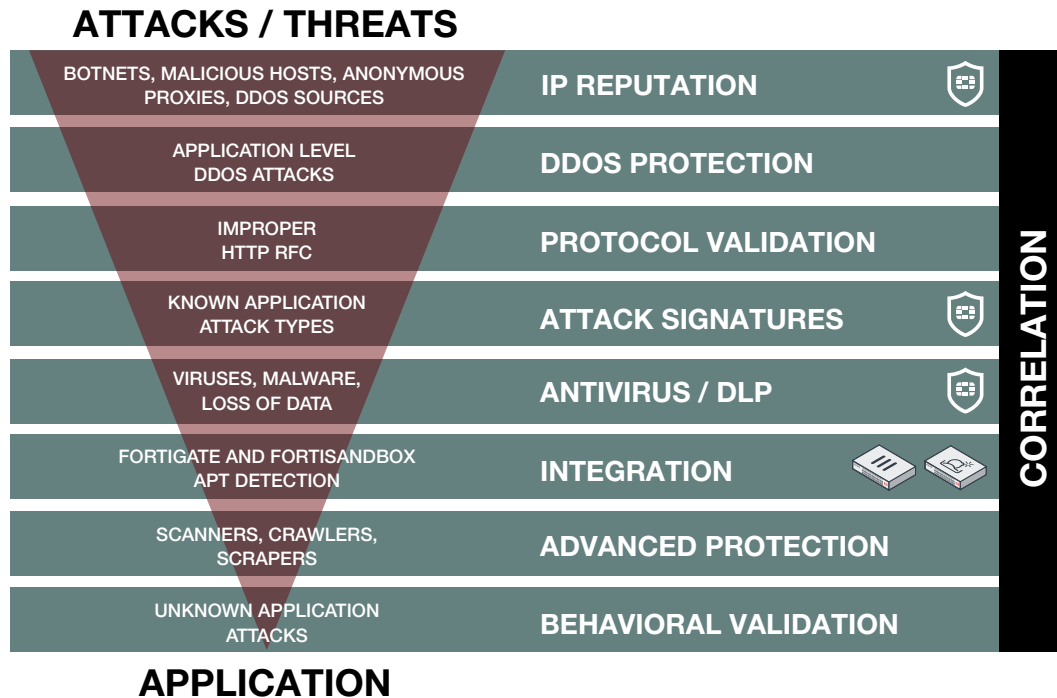 ATTACKS / THREATS
BOTNETS, MALICIOUS HOSTS, ANONYMOUS
PROXIES, DDOS SOURCES
IP REPUTATION
APPLICATION LEVEL
DDOS ATTACKS
DDOS PROTECTION
IMPROPER
HTTP RFC
PROTOCOL VALIDATION
KNOWN APPLICATION
ATTACK TYPES
ATTACK SIGNATURES
VIRUSES, MALWARE,
LOSS OF DATA
ANTIVIRUS / DLP
FORTIGATE AND FORTISANDBOX
APT DETECTION
INTEGRATION
SCANNERS, CRAWLERS,
SCRAPERS
ADVANCED PROTECTION
UNKNOWN APPLICATION
ATTACKS
BEHAVIORAL VALIDATION
CORRELATION
APPLICATION